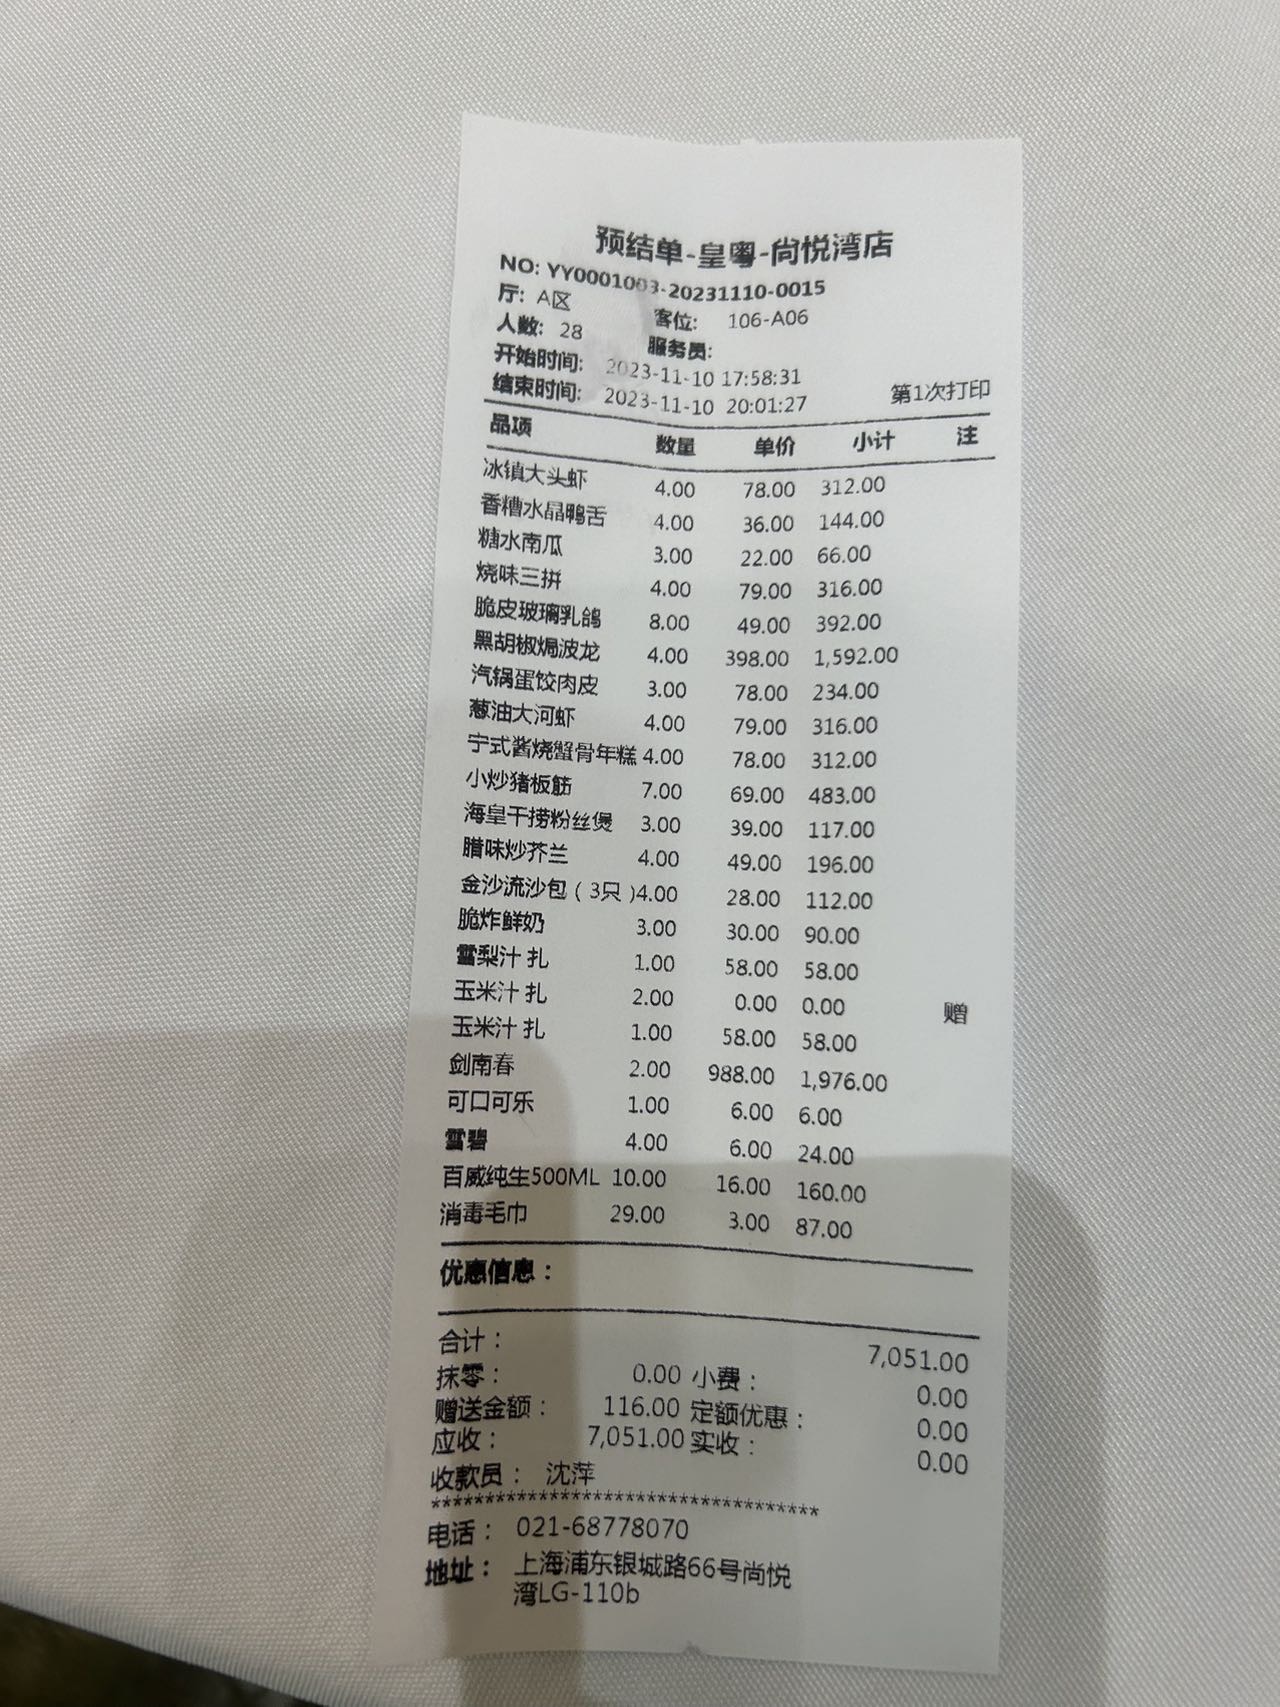 预结单-皇粤-尚悦湾店
NO: YY0001003-20231110-0015
厅: A区 客位: 106-A06
人数: 28 服务员:
开始时间: 2023-11-10 17:58:31
结束时间: 2023-11-10 20:01:27 第1次打印
品项 数量 单价 小计 注
冰镇大头虾 4.00 78.00 312.00
香糟水晶鸭舌 4.00 36.00 144.00
糖水南瓜 3.00 22.00 66.00
烧味三拼 4.00 79.00 316.00
脆皮玻璃乳鸽 8.00 49.00 392.00
黑胡椒焗波龙 4.00 398.00 1,592.00
汽锅蛋饺肉皮 3.00 78.00 234.00
葱油大河虾 4.00 79.00 316.00
宁式酱烧蟹骨年糕 4.00 78.00 312.00
小炒猪板筋 7.00 69.00 483.00
海皇干捞粉丝煲 3.00 39.00 117.00
腊味炒芥兰 4.00 49.00 196.00
金沙流沙包（3只）4.00 28.00 112.00
脆炸鲜奶 3.00 30.00 90.00
雪梨汁 扎 1.00 58.00 58.00
玉米汁 扎 2.00 0.00 0.00 赠
玉米汁 扎 1.00 58.00 58.00
剑南春 2.00 988.00 1,976.00
可口可乐 1.00 6.00 6.00
雪碧 4.00 6.00 24.00
百威纯生500ML 10.00 16.00 160.00
消毒毛巾 29.00 3.00 87.00
优惠信息：
合计： 7,051.00
抹零： 0.00 小费： 0.00
赠送金额： 116.00 定额优惠： 0.00
应收： 7,051.00 实收： 0.00
收款员： 沈萍
************************************
电话： 021-68778070
地址： 上海浦东银城路66号尚悦
湾LG-110b